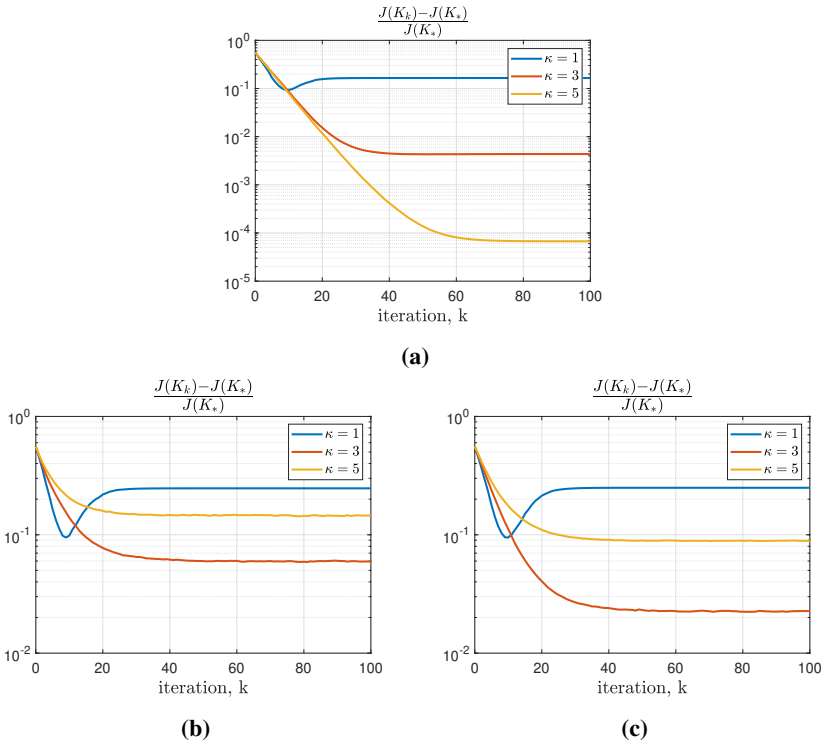 J(K_k)−J(K_*)
J(K_*)
10^0
10^-1
10^-2
10^-3
10^-4
10^-5
κ = 1
κ = 3
κ = 5
0 20 40 60 80 100
iteration, k
(a)
J(K_k)−J(K_*)
J(K_*)
10^0
10^-1
10^-2
κ = 1
κ = 3
κ = 5
0 20 40 60 80 100
iteration, k
(b)
J(K_k)−J(K_*)
J(K_*)
10^0
10^-1
10^-2
κ = 1
κ = 3
κ = 5
0 20 40 60 80 100
iteration, k
(c)